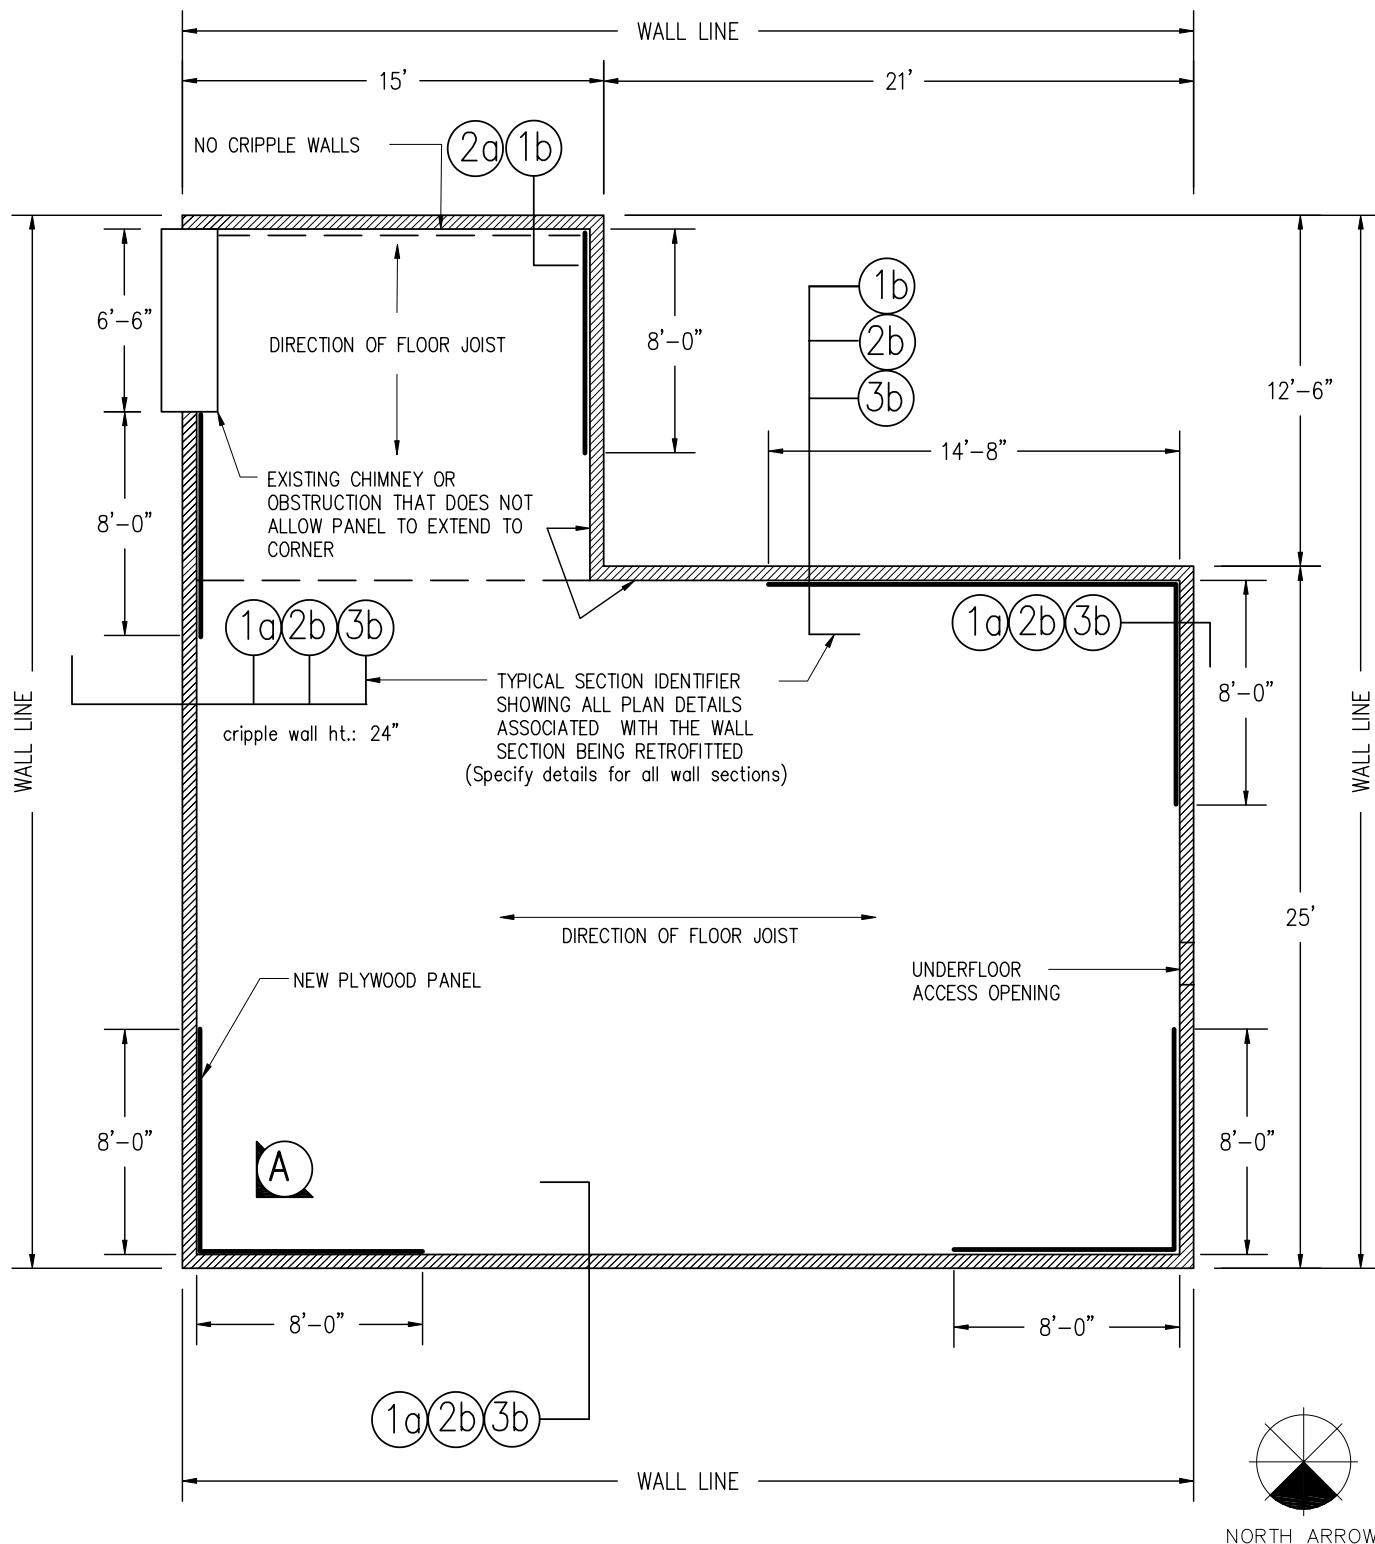 WALL LINE
15' 21'
NO CRIPPLE WALLS 2a 1b
6'-6"
DIRECTION OF FLOOR JOIST
8'-0"
1b
2b
3b
12'-6"
14'-8"
EXISTING CHIMNEY OR
OBSTRUCTION THAT DOES NOT
ALLOW PANEL TO EXTEND TO
CORNER
8'-0"
1a 2b 3b
1a 2b 3b
TYPICAL SECTION IDENTIFIER
SHOWING ALL PLAN DETAILS
ASSOCIATED WITH THE WALL
SECTION BEING RETROFITTED
(Specify details for all wall sections)
cripple wall ht.: 24"
8'-0"
WALL LINE
WALL LINE
25'
DIRECTION OF FLOOR JOIST
UNDERFLOOR
ACCESS OPENING
NEW PLYWOOD PANEL
8'-0"
8'-0"
A
8'-0"
8'-0"
1a 2b 3b
WALL LINE
NORTH ARROW